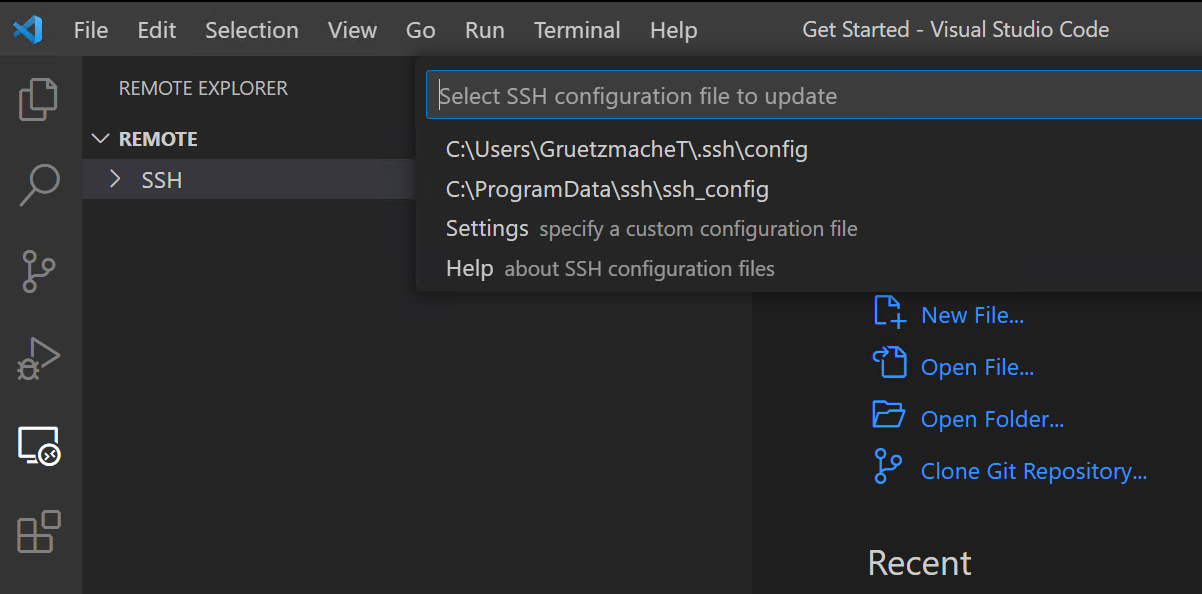 File Edit Selection View Go Run Terminal Help Get Started - Visual Studio Code
REMOTE EXPLORER
REMOTE
SSH
Select SSH configuration file to update
C:\Users\GruetzmacheT\.ssh\config
C:\ProgramData\ssh\ssh_config
Settings specify a custom configuration file
Help about SSH configuration files
New File...
Open File...
Open Folder...
Clone Git Repository...
Recent